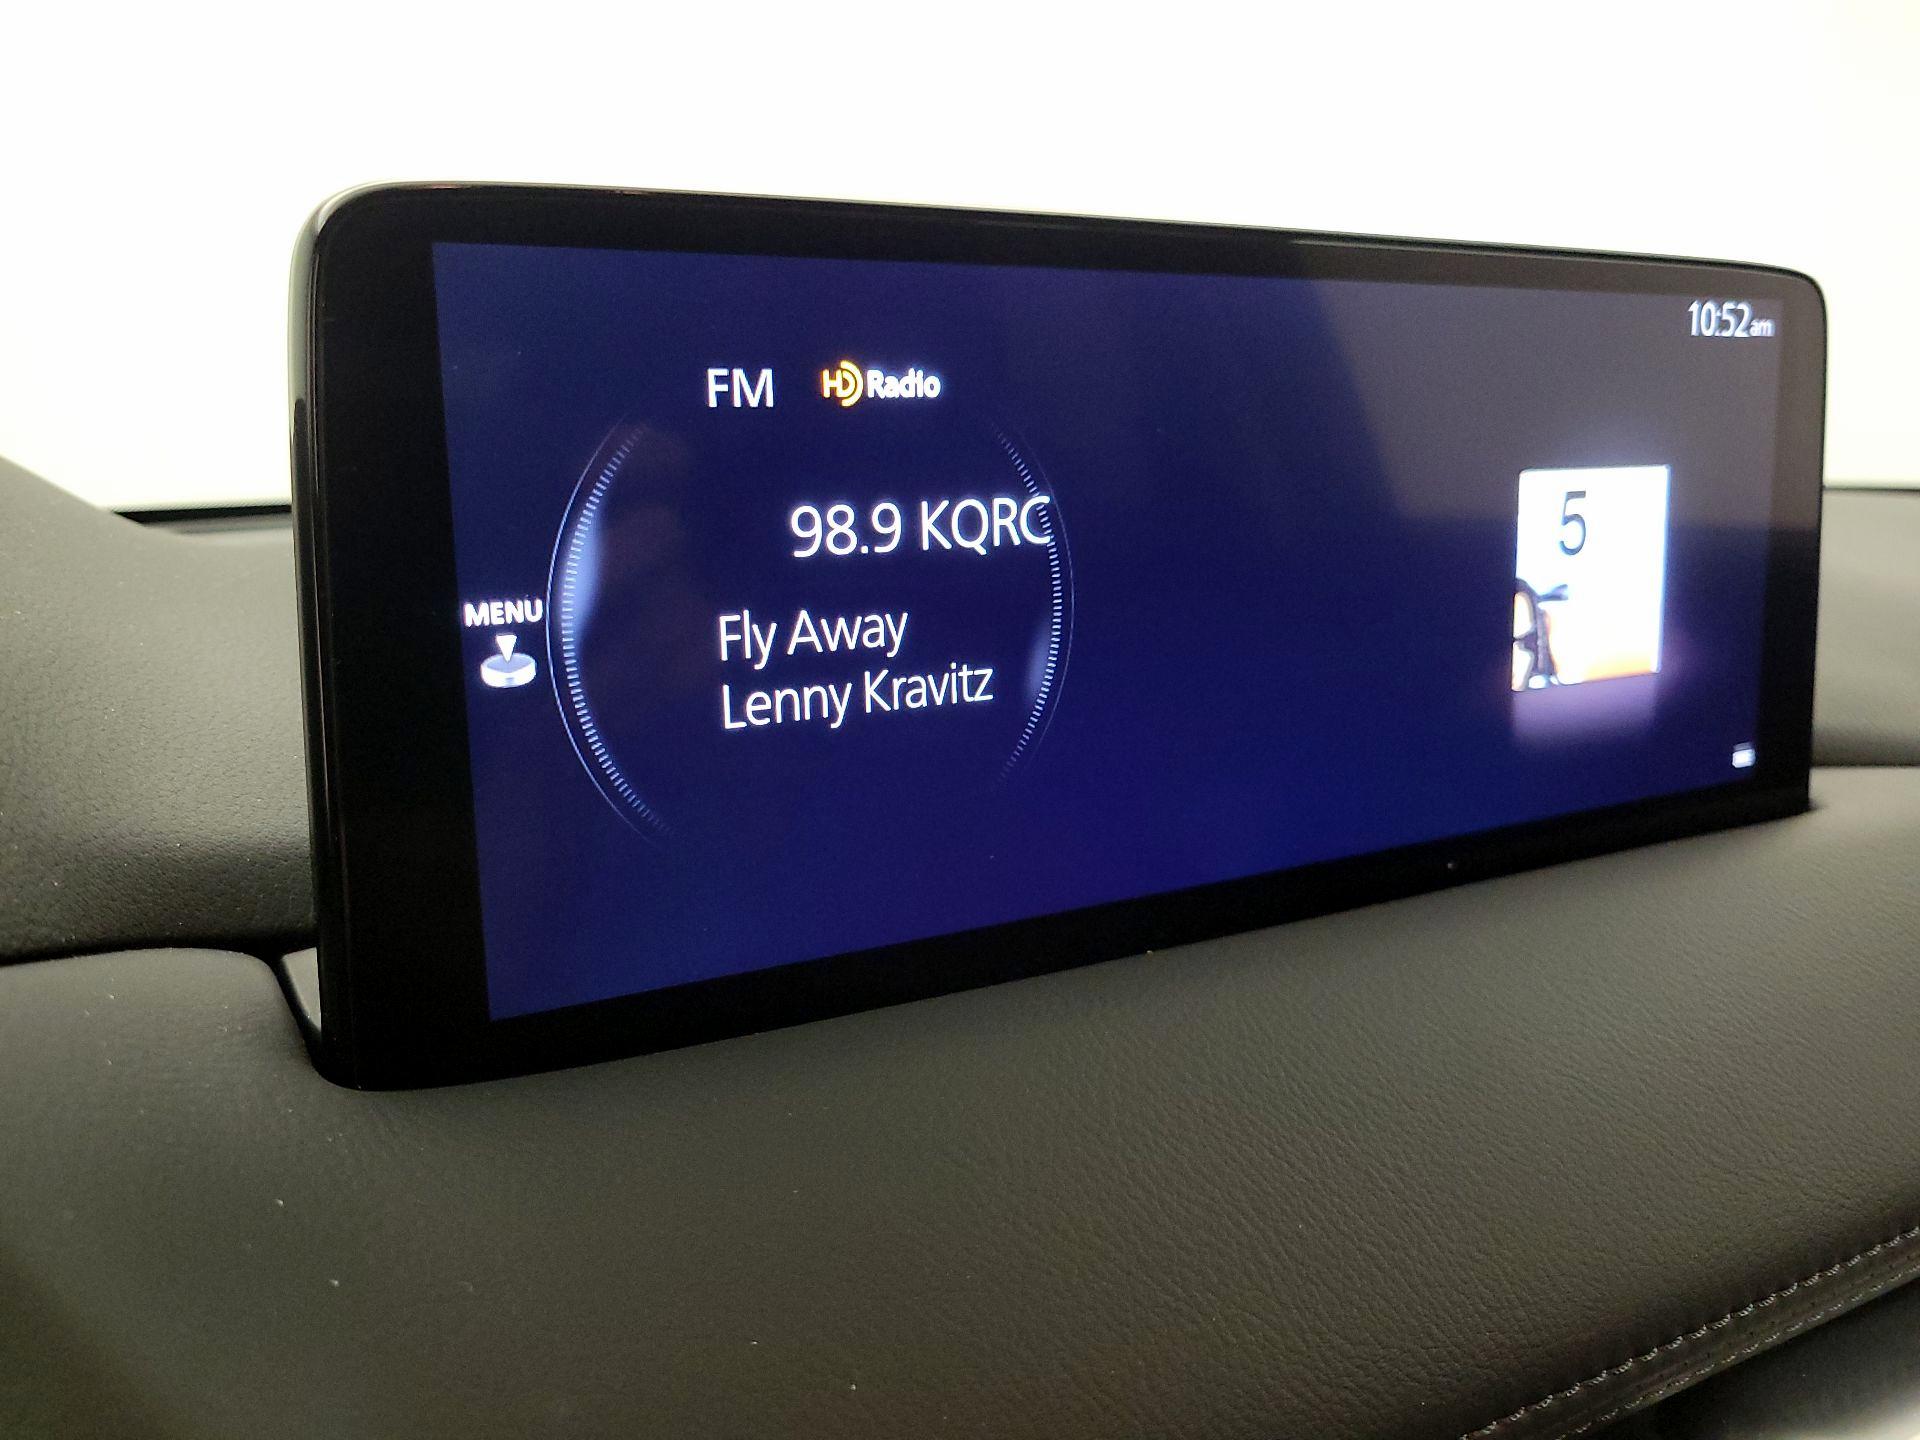 10:52am
FM HD Radio
98.9 KQRC
Fly Away
Lenny Kravitz
MENU
5